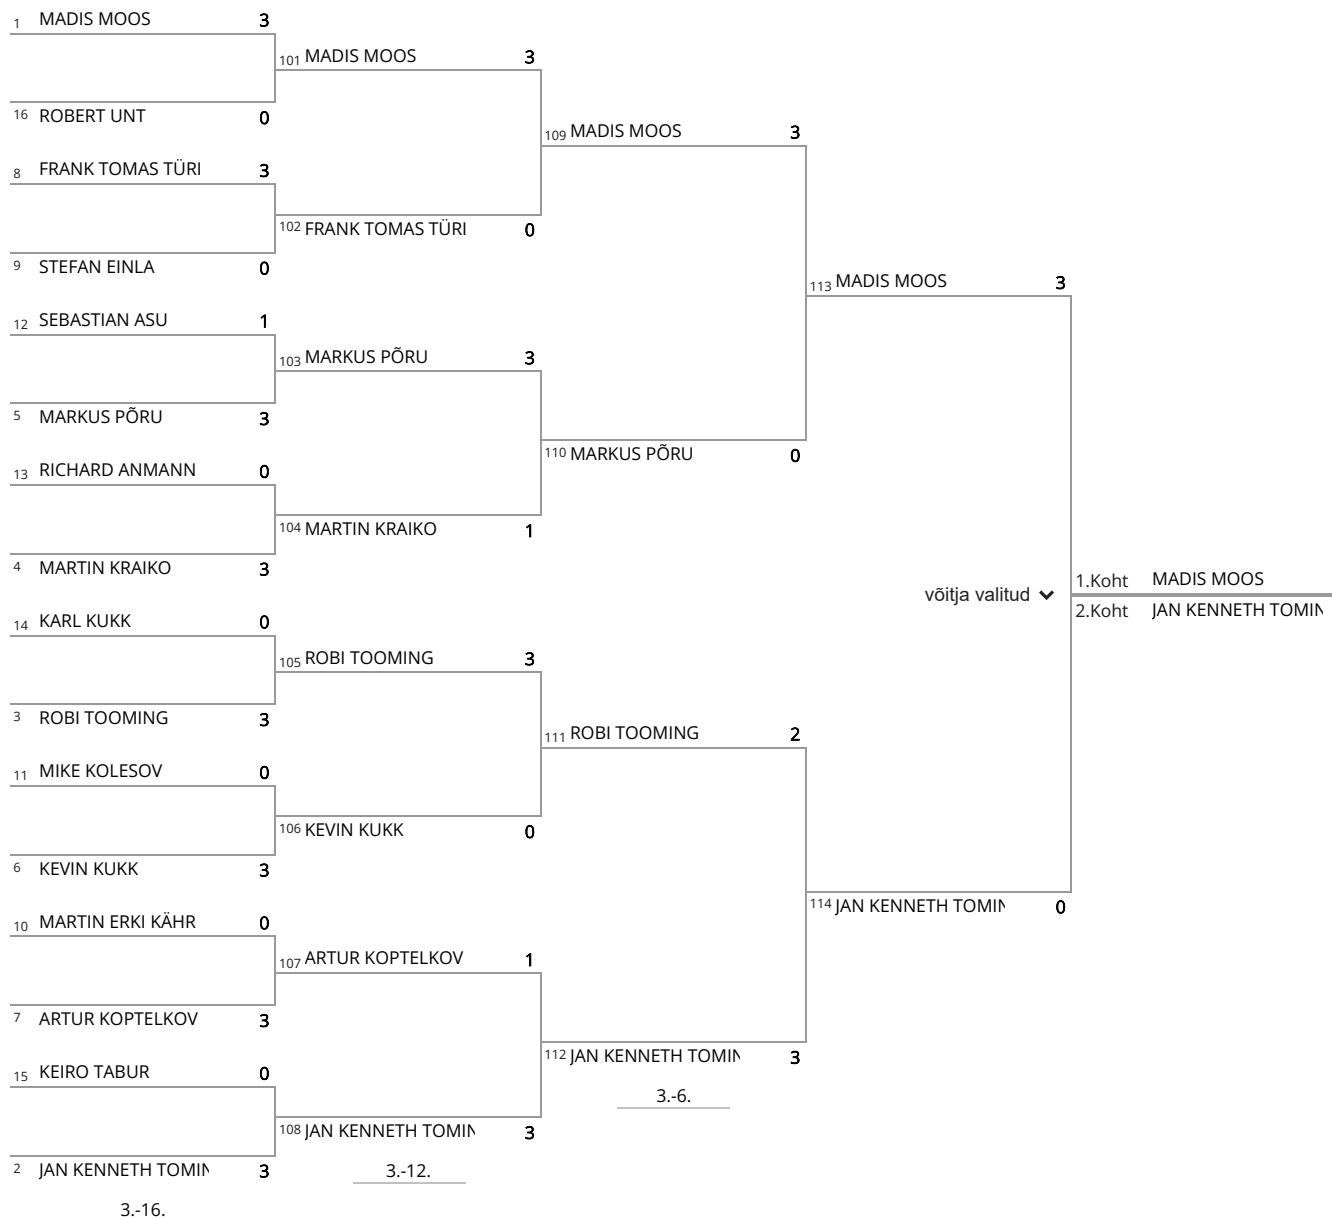 1 MADIS MOOS 3
16 ROBERT UNT 0
8 FRANK TOMAS TÜRI 3
9 STEFAN EINLA 0
12 SEBASTIAN ASU 1
5 MARKUS PÕRU 3
13 RICHARD ANMANN 0
4 MARTIN KRAIKO 3
14 KARL KUKK 0
3 ROBI TOOMING 3
11 MIKE KOLESOV 0
6 KEVIN KUKK 3
10 MARTIN ERKI KÄHR 0
7 ARTUR KOPTELKOV 3
15 KEIRO TABUR 0
2 JAN KENNETH TOMIN 3
3.-16.
101 MADIS MOOS 3
102 FRANK TOMAS TÜRI 0
103 MARKUS PÕRU 3
104 MARTIN KRAIKO 1
105 ROBI TOOMING 3
106 KEVIN KUKK 0
107 ARTUR KOPTELKOV 1
108 JAN KENNETH TOMIN 3
3.-12.
109 MADIS MOOS 3
110 MARKUS PÕRU 0
111 ROBI TOOMING 2
112 JAN KENNETH TOMIN 3
3.-6.
113 MADIS MOOS 3
114 JAN KENNETH TOMIN 0
võitja valitud
1.Koht MADIS MOOS
2.Koht JAN KENNETH TOMIN